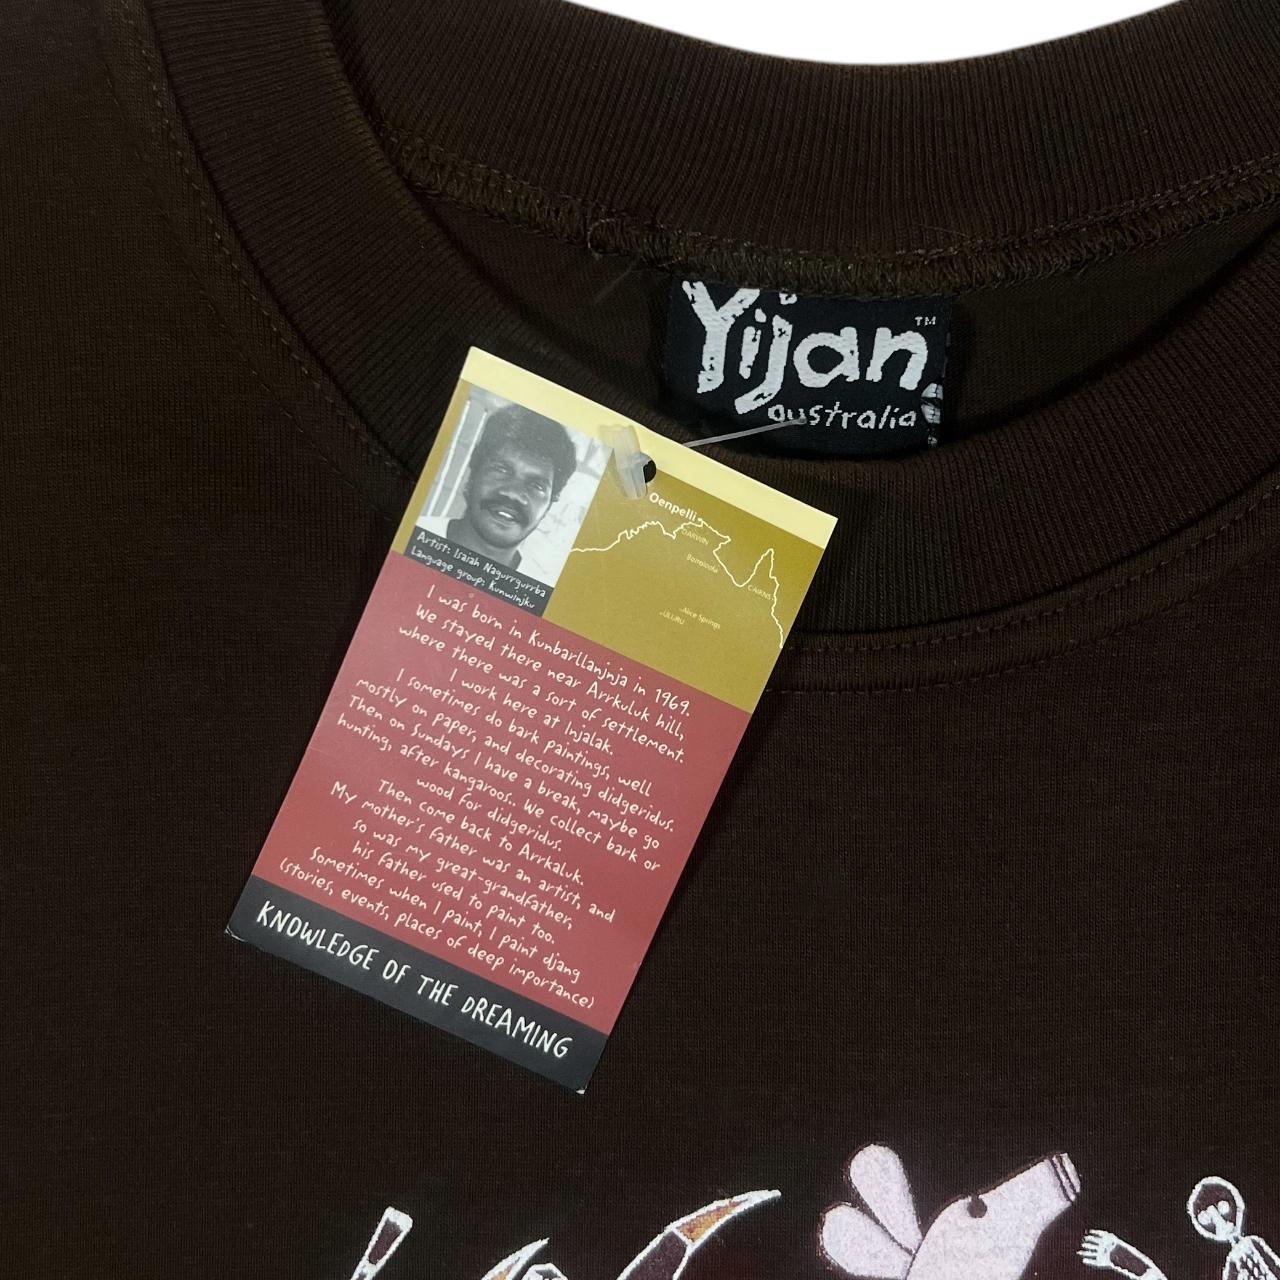 Yijan TM
australia
Oenpelli
DARWIN
Borroloola
CAIRNS
Alice Springs
ULURU
Artist: Isaiah Nagurrgurrba
Language group: Kunwinjku
I was born in Kunbarllanjnja in 1969.
We stayed there near Arrkuluk hill,
where there was a sort of settlement.
I work here at Injalak.
I sometimes do bark paintings, well
mostly on paper, and decorating didgeridus.
Then on Sundays I have a break, maybe go
hunting, after kangaroos.. We collect bark or
wood for didgeridus.
Then come back to Arrkaluk.
My mother's father was an artist, and
so was my great-grandfather,
his father used to paint too.
Sometimes when I paint, I paint djang
(stories, events, places of deep importance)
KNOWLEDGE OF THE DREAMING